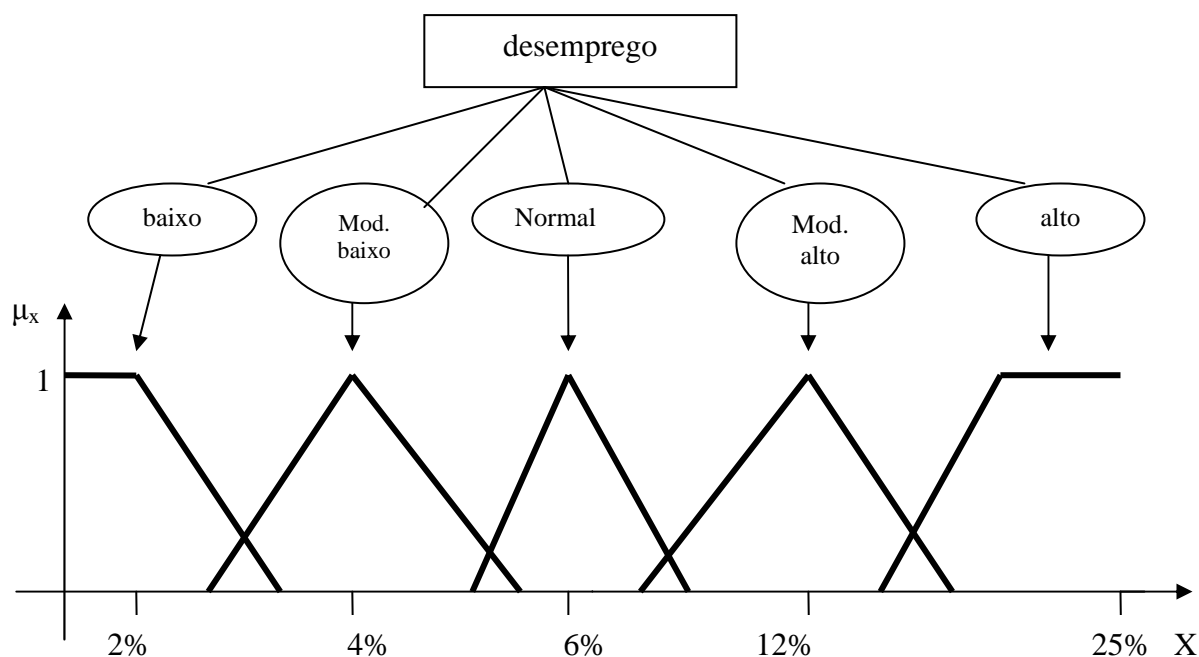 desemprego
baixo
Mod.
baixo
Normal
Mod.
alto
alto
μx
1
2%
4%
6%
12%
25%
X